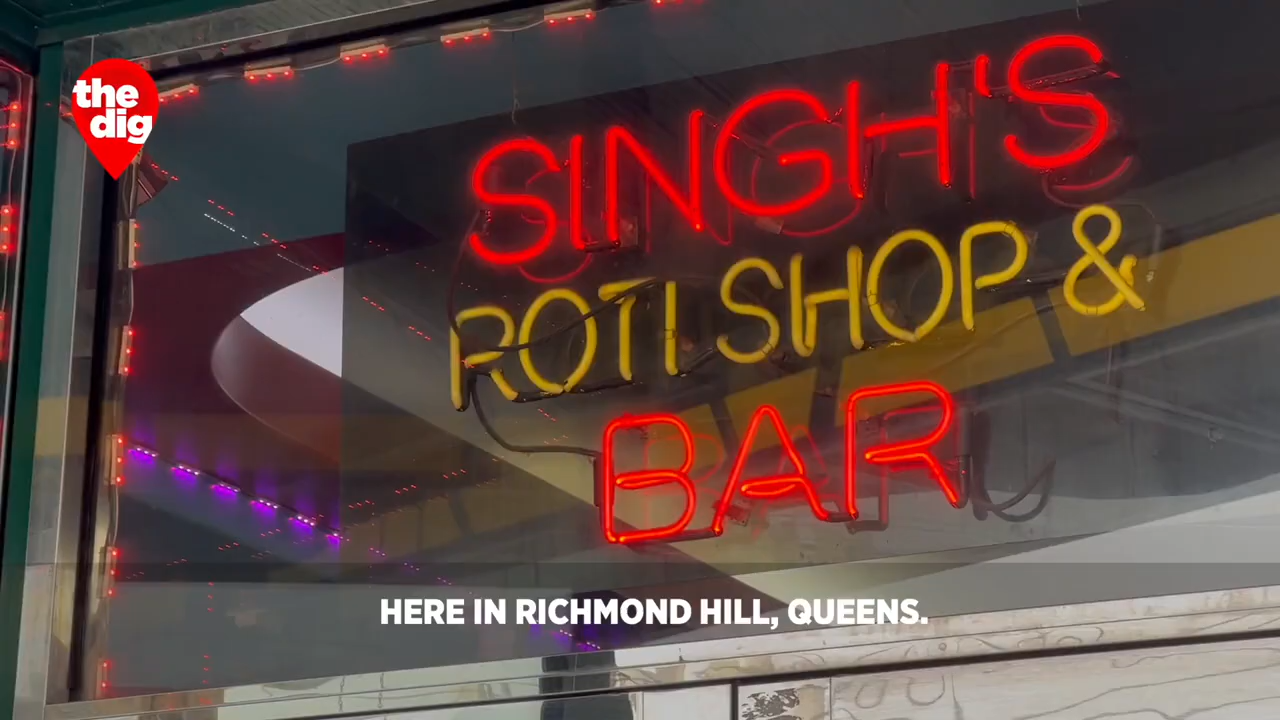 the
dig
SINGH'S
ROTI SHOP &
BAR
HERE IN RICHMOND HILL, QUEENS.